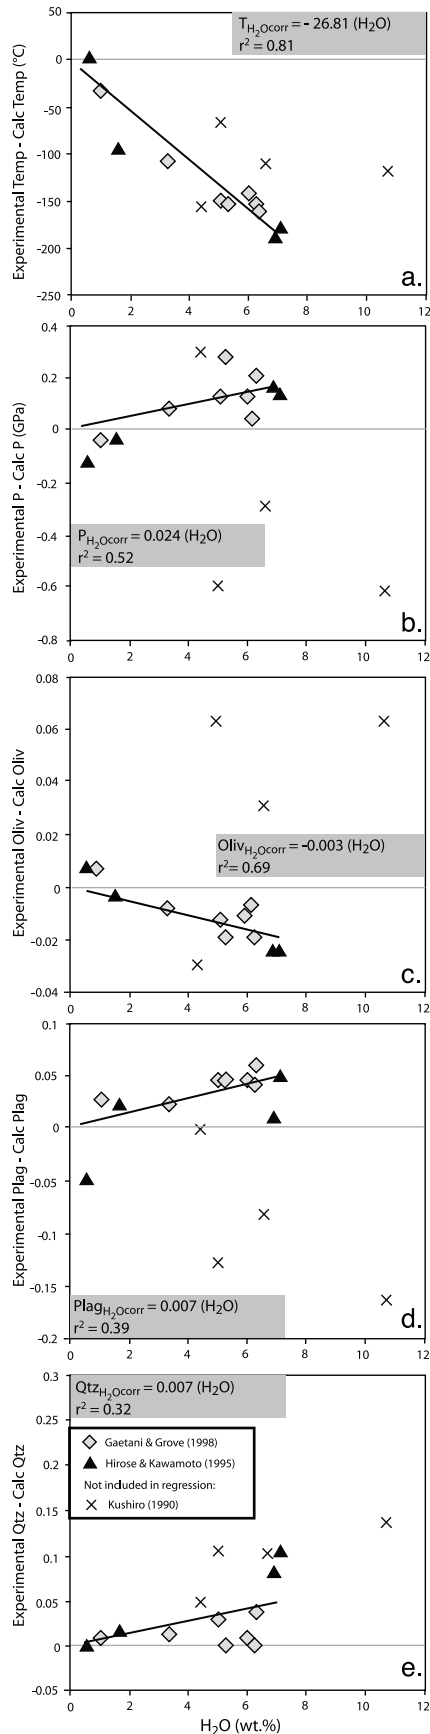 T_H₂Ocorr = - 26.81 (H₂O)
r² = 0.81
Experimental Temp - Calc Temp (°C)
50
0
-50
-100
-150
-200
-250
a.
0 2 4 6 8 10 12
Experimental P - Calc P (GPa)
0.4
0.2
0
-0.2
-0.4
-0.6
-0.8
P_H₂Ocorr = 0.024 (H₂O)
r² = 0.52
b.
0 2 4 6 8 10 12
Experimental Oliv - Calc Oliv
0.08
0.06
0.04
0.02
0
-0.02
-0.04
Oliv_H₂Ocorr = -0.003 (H₂O)
r² = 0.69
c.
0 2 4 6 8 10 12
Experimental Plag - Calc Plag
0.1
0.05
0
-0.05
-0.1
-0.15
-0.2
Plag_H₂Ocorr = 0.007 (H₂O)
r² = 0.39
d.
0 2 4 6 8 10 12
Experimental Qtz - Calc Qtz
0.3
0.25
0.2
0.15
0.1
0.05
0
-0.05
Qtz_H₂Ocorr = 0.007 (H₂O)
r² = 0.32
Gaetani & Grove (1998)
Hirose & Kawamoto (1995)
Not included in regression:
Kushiro (1990)
e.
0 2 4 6 8 10 12
H₂O (wt.%)